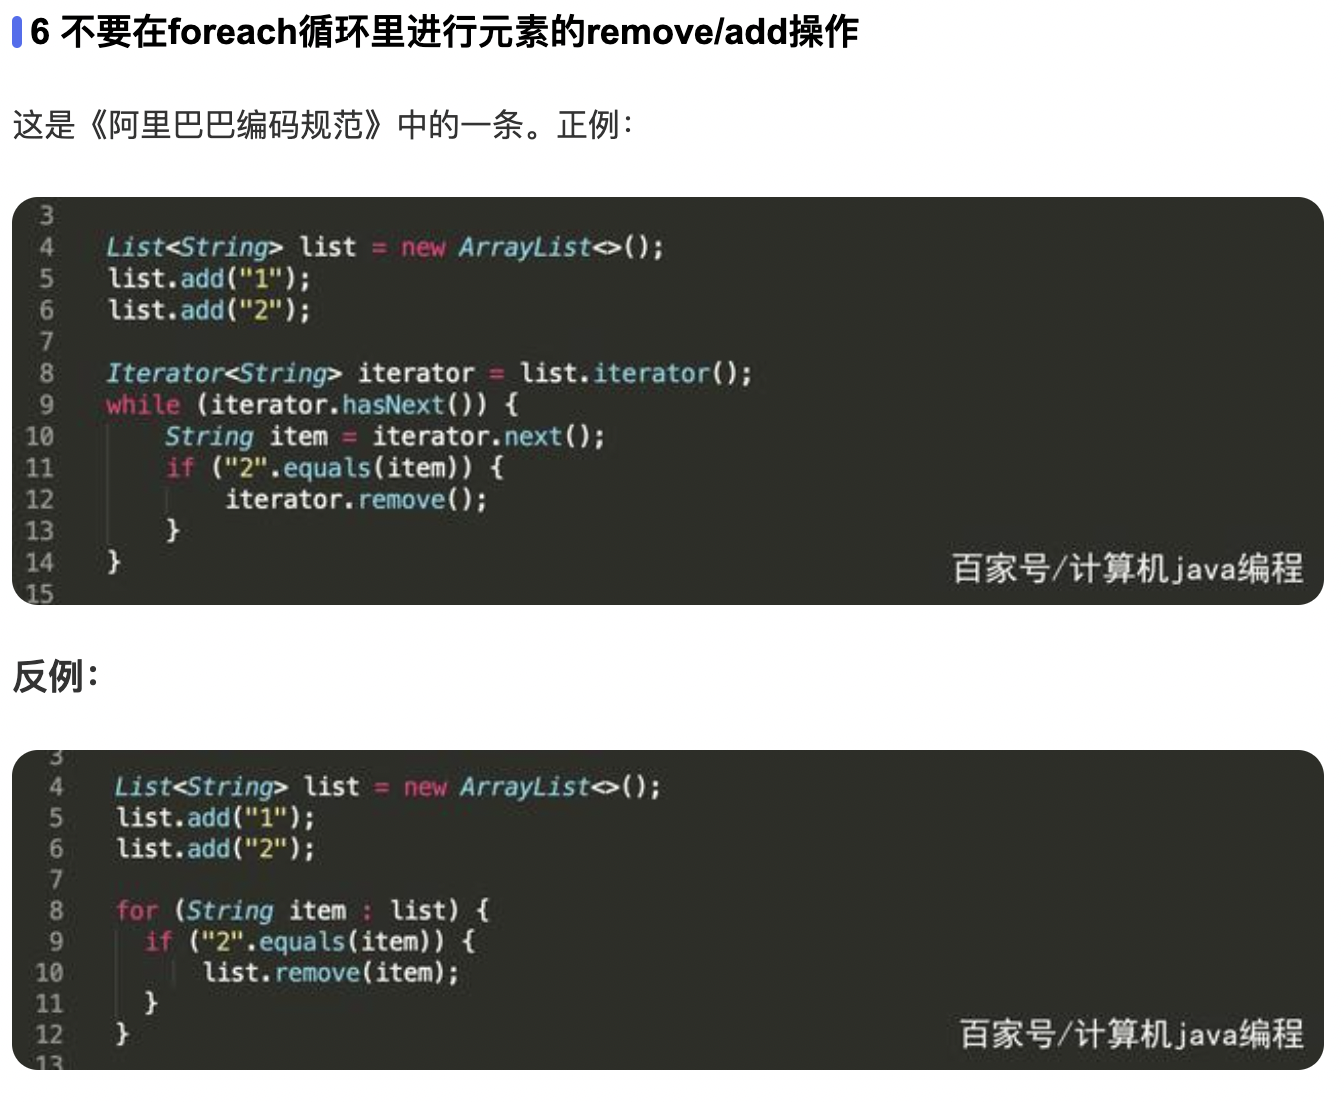 6 不要在foreach循环里进行元素的remove/add操作
这是《阿里巴巴编码规范》中的一条。正例：
3
4 List<String> list = new ArrayList<>();
5 list.add("1");
6 list.add("2");
7
8 Iterator<String> iterator = list.iterator();
9 while (iterator.hasNext()) {
10 String item = iterator.next();
11 if ("2".equals(item)) {
12 iterator.remove();
13 }
14 }
15
百家号/计算机java编程
反例：
3
4 List<String> list = new ArrayList<>();
5 list.add("1");
6 list.add("2");
7
8 for (String item : list) {
9 if ("2".equals(item)) {
10 list.remove(item);
11 }
12 }
13
百家号/计算机java编程